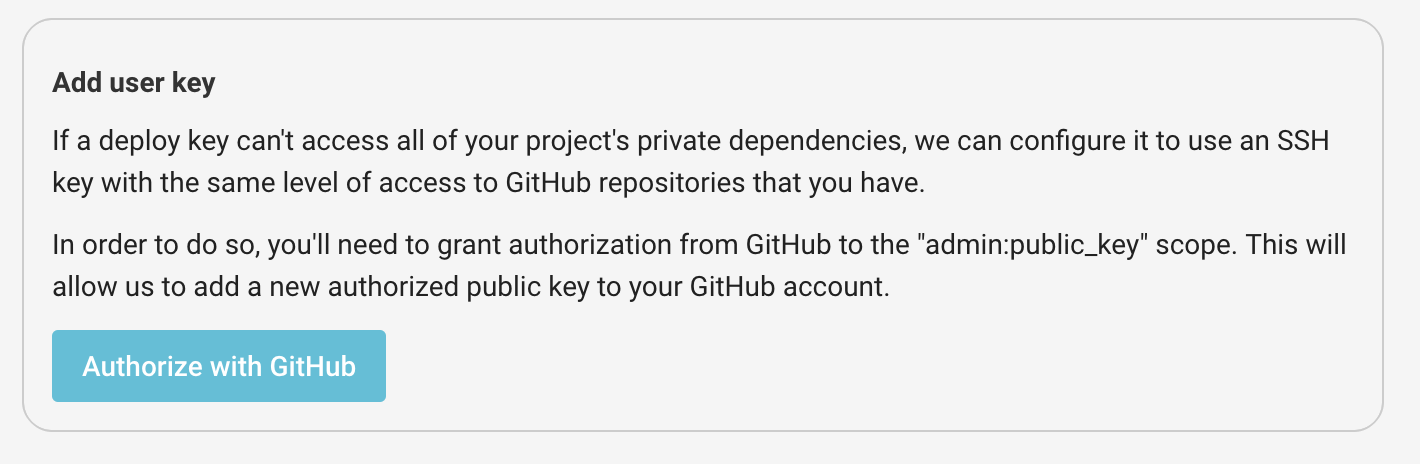 Add user key
If a deploy key can't access all of your project's private dependencies, we can configure it to use an SSH
key with the same level of access to GitHub repositories that you have.
In order to do so, you'll need to grant authorization from GitHub to the "admin:public_key" scope. This will
allow us to add a new authorized public key to your GitHub account.
Authorize with GitHub